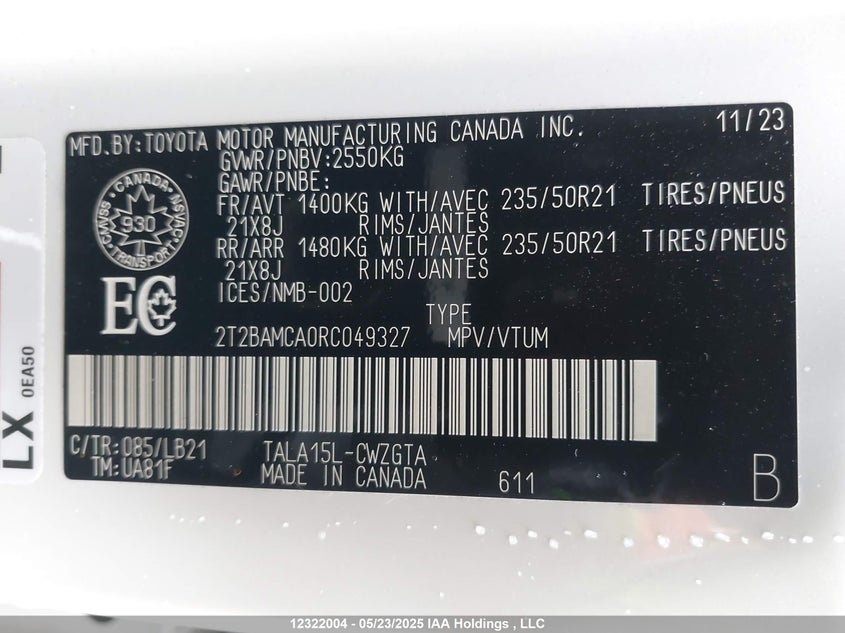 MFD.BY:TOYOTA MOTOR MANUFACTURING CANADA INC. 11/23
GVWR/PNBV:2550KG
GAWR/PNBE:
FR/AVT 1400KG WITH/AVEC 235/50R21 TIRES/PNEUS
21X8J RIMS/JANTES
RR/ARR 1480KG WITH/AVEC 235/50R21 TIRES/PNEUS
21X8J RIMS/JANTES
ICES/NMB-002
CANADA
930
TRANSPORT
CMVSS
NSVAC
EC
TYPE
2T2BAMCA0RC049327 MPV/VTUM
C/TR:085/LB21 TALA15L-CWZGTA
TM:UA81F MADE IN CANADA 611 B
LX 0EA50
12322004 - 05/23/2025 IAA Holdings , LLC